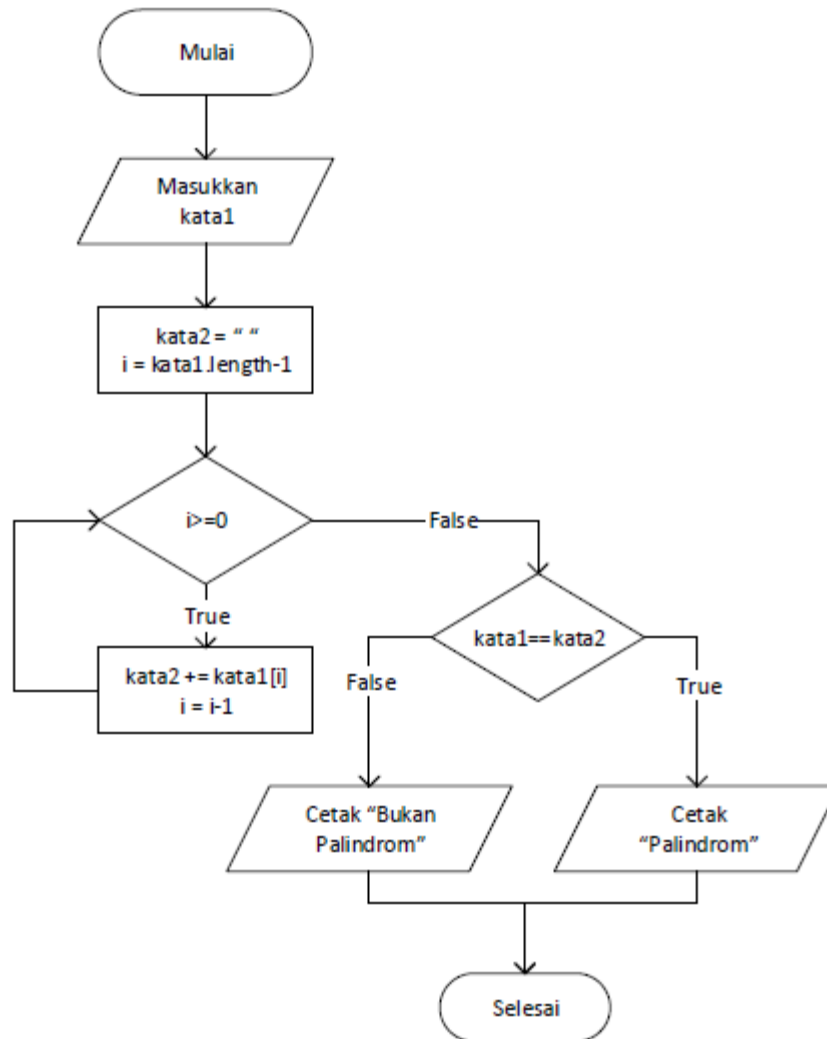 Mulai
Masukkan
kata1
kata2 = “ “
i = kata1.length-1
i>=0
False
True
kata2 += kata1[i]
i = i-1
kata1==kata2
False
True
Cetak “Bukan
Palindrom”
Cetak
“Palindrom”
Selesai